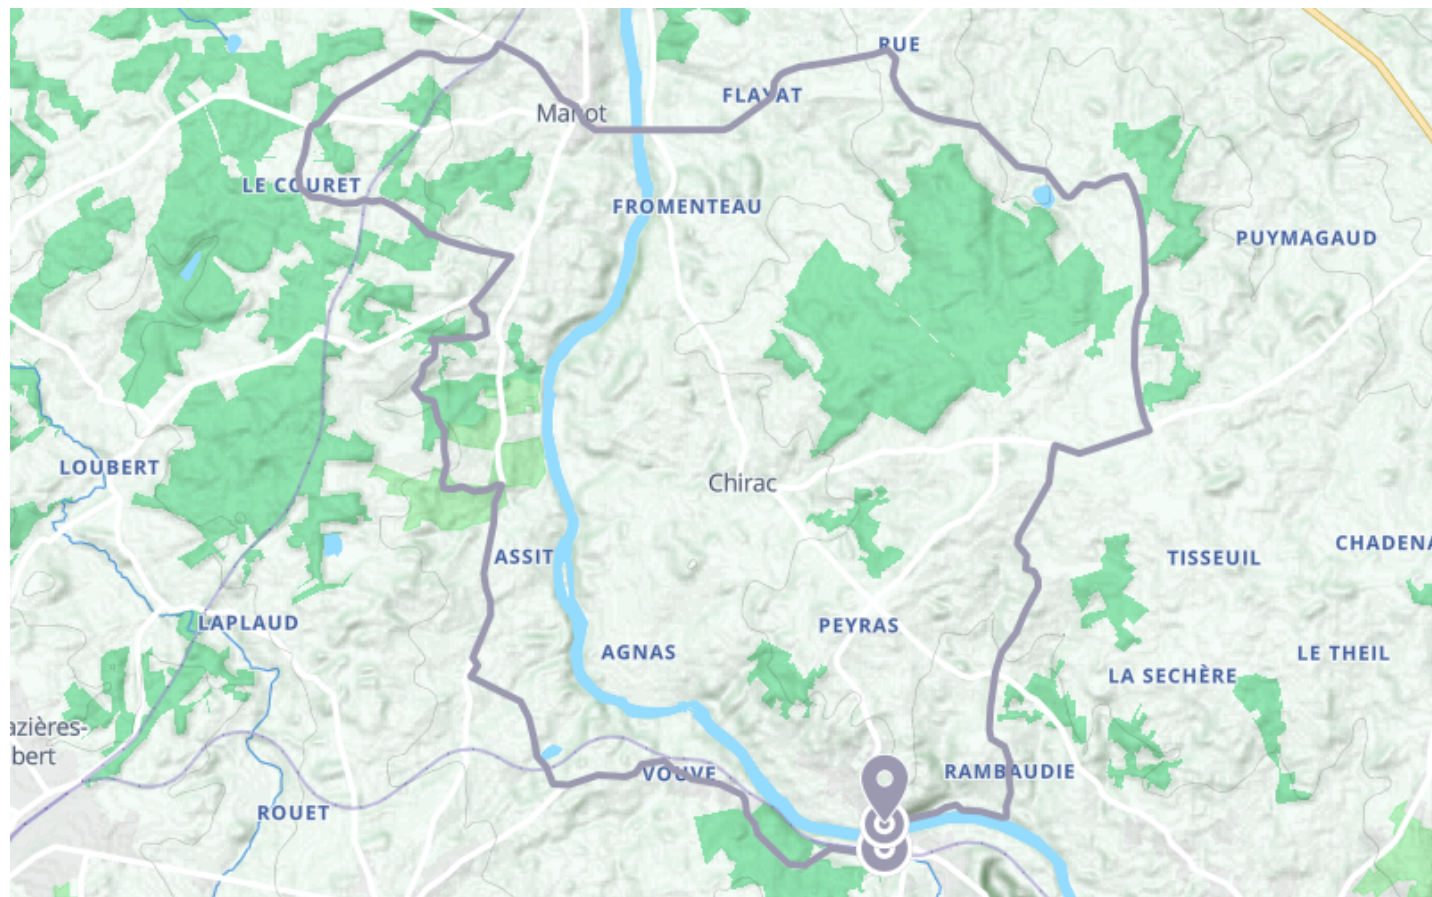 RUE
FLAYAT
Manot
LE COURET
FROMENTEAU
PUYMAGAUD
LOUBERT
Chirac
ASSIT
TISSEUIL
CHADENA
LAPLAUD
PEYRAS
AGNAS
LE THEIL
LA SECHÈRE
azières-
bert
VOUVE
RAMBAUDIE
ROUET